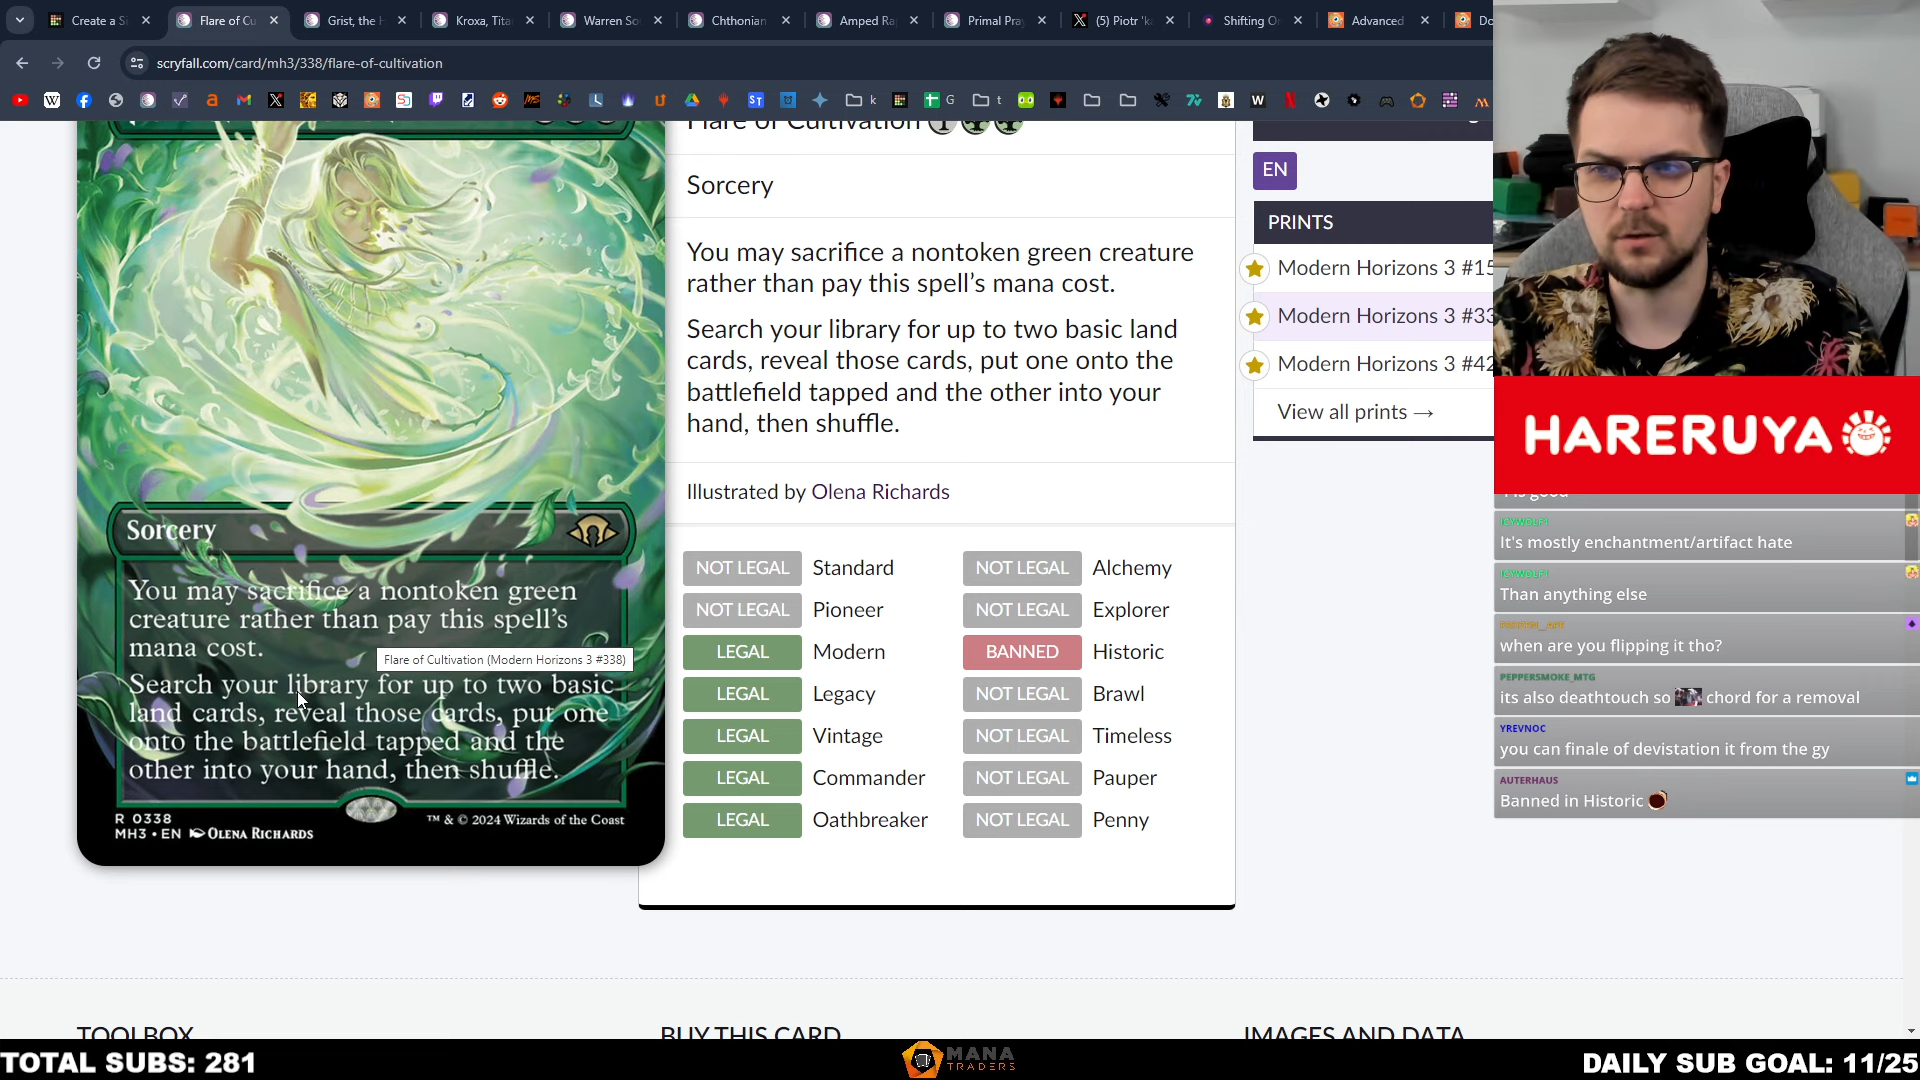 Create a S
Flare of Cu
Grist, the H
Kroxa, Tita
Warren So
Chthonian
Amped Ra
Primal Pra
(5) Piotr 'k
Shifting O
Advanced
Do
scryfall.com/card/mh3/338/flare-of-cultivation
k
G
t
Flare of Cultivation
EN
Sorcery
PRINTS
You may sacrifice a nontoken green creature
rather than pay this spell's mana cost.
Modern Horizons 3 #15
Modern Horizons 3 #33
Modern Horizons 3 #42
View all prints →
Search your library for up to two basic land
cards, reveal those cards, put one onto the
battlefield tapped and the other into your
hand, then shuffle.
Illustrated by Olena Richards
NOT LEGAL Standard
NOT LEGAL Alchemy
NOT LEGAL Pioneer
NOT LEGAL Explorer
LEGAL Modern
BANNED Historic
LEGAL Legacy
NOT LEGAL Brawl
LEGAL Vintage
NOT LEGAL Timeless
LEGAL Commander
NOT LEGAL Pauper
LEGAL Oathbreaker
NOT LEGAL Penny
Sorcery
You may sacrifice a nontoken green
creature rather than pay this spell's
mana cost.
Flare of Cultivation (Modern Horizons 3 #338)
Search your library for up to two basic
land cards, reveal those cards, put one
onto the battlefield tapped and the
other into your hand, then shuffle.
R 0338
MH3 • EN OLENA RICHARDS
™ & © 2024 Wizards of the Coast
HARERUYA
ICYWOLF1
It's mostly enchantment/artifact hate
ICYWOLF1
Than anything else
when are you flipping it tho?
PEPPERSMOKE_MTG
its also deathtouch so chord for a removal
YREVNOC
you can finale of devistation it from the gy
AUTERHAUS
Banned in Historic
TOOLBOX
BUY THIS CARD
IMAGES AND DATA
TOTAL SUBS: 281
MANA
TRADERS
DAILY SUB GOAL: 11/25